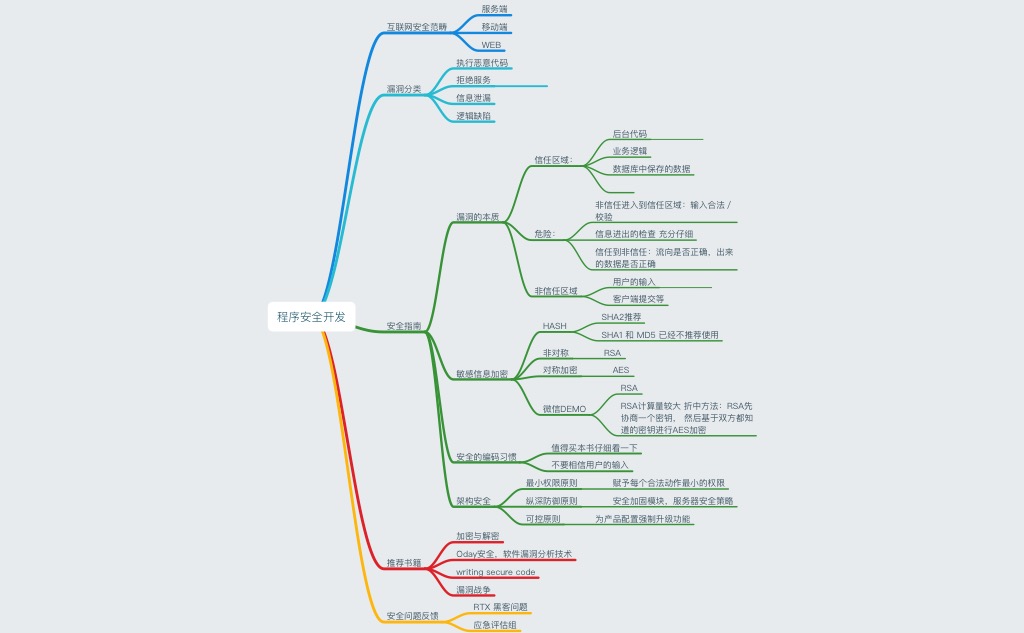 程序安全开发
互联网安全范畴
服务端
移动端
WEB
漏洞分类
执行恶意代码
拒绝服务
信息泄漏
逻辑缺陷
安全指南
漏洞的本质
信任区域：
后台代码
业务逻辑
数据库中保存的数据
危险：
非信任进入到信任区域：输入合法 /
校验
信息进出的检查 充分仔细
信任到非信任：流向是否正确，出来
的数据是否正确
非信任区域
用户的输入
客户端提交等
敏感信息加密
HASH
SHA2推荐
SHA1 和 MD5 已经不推荐使用
非对称
RSA
对称加密
AES
微信DEMO
RSA
RSA计算量较大 折中方法：RSA先
协商一个密钥， 然后基于双方都知
道的密钥进行AES加密
安全的编码习惯
值得买本书仔细看一下
不要相信用户的输入
架构安全
最小权限原则
赋予每个合法动作最小的权限
纵深防御原则
安全加固模块，服务器安全策略
可控原则
为产品配置强制升级功能
推荐书籍
加密与解密
0day安全，软件漏洞分析技术
writing secure code
漏洞战争
安全问题反馈
RTX 黑客问题
应急评估组